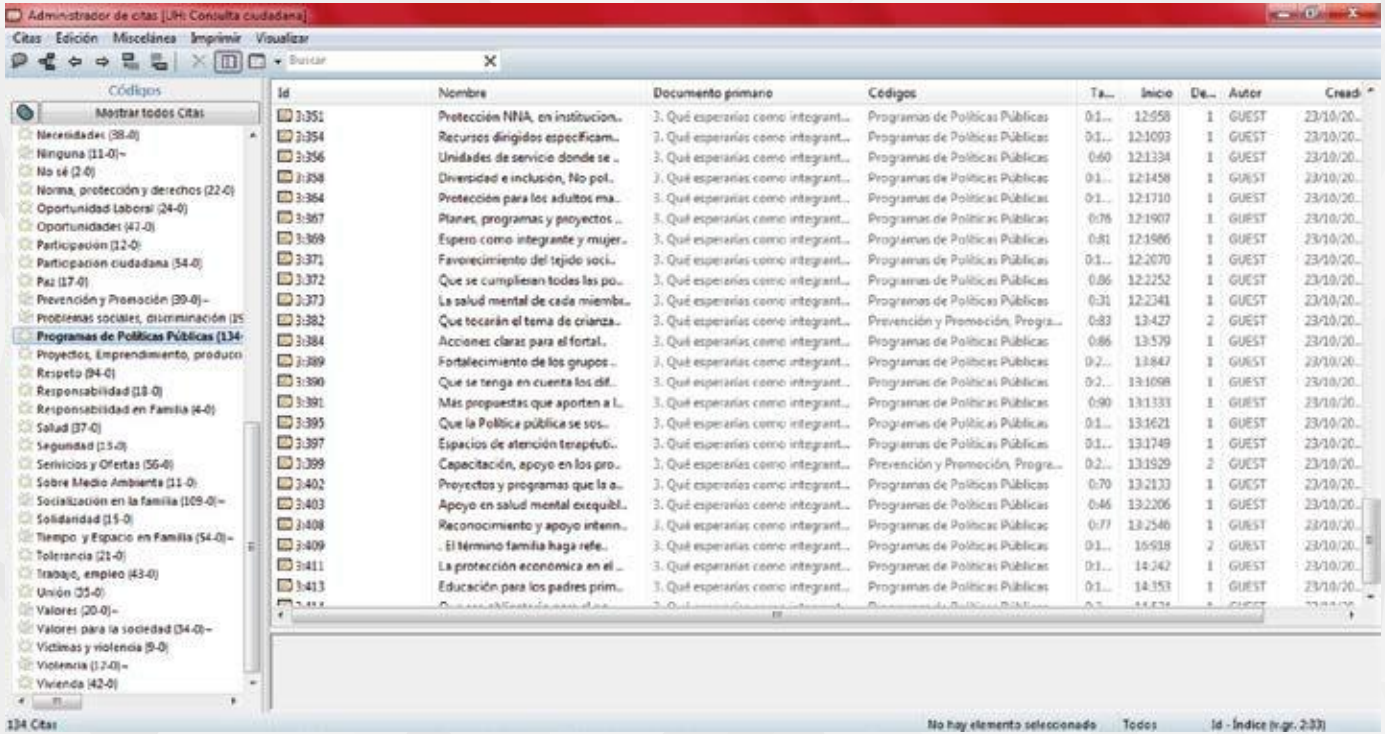 Administrador de citas [UH: Consulta ciudadana]
Citas Edición Miscelánea Imprimir Visualizar
Buscar
Códigos
Mostrar todos Citas
Necesidades (38-0)
Ninguna (11-0)~
No sé (2-0)
Norma, protección y derechos (22-0)
Oportunidad Laboral (24-0)
Oportunidades (47-0)
Participación (12-0)
Participación ciudadana (54-0)
Paz (17-0)
Prevención y Promoción (39-0)~
Problemas sociales, discriminación (15
Programas de Políticas Públicas (134-
Proyectos, Emprendimiento, producci
Respeto (94-0)
Responsabilidad (18-0)
Responsabilidad en Familia (4-0)
Salud (37-0)
Seguridad (15-0)
Servicios y Ofertas (56-0)
Sobre Medio Ambiente (11-0)
Socialización en la familia (109-0)~
Solidaridad (15-0)
Tiempo y Espacio en Familia (54-0)~
Tolerancia (21-0)
Trabajo, empleo (43-0)
Unión (35-0)
Valores (20-0)~
Valores para la sociedad (34-0)~
Victimas y violencia (9-0)
Violencia (12-0)~
Vivienda (42-0)
Id Nombre Documento primario Códigos Ta... Inicio De... Autor Cread
3:351 Protección NNA, en institucion... 3. Qué esperarías como integrant... Programas de Políticas Públicas 0:1... 12:958 1 GUEST 23/10/20...
3:354 Recursos dirigidos específicam... 3. Qué esperarías como integrant... Programas de Políticas Públicas 0:1... 12:1093 1 GUEST 23/10/20...
3:356 Unidades de servicio donde se ... 3. Qué esperarías como integrant... Programas de Políticas Públicas 0:60 12:1334 1 GUEST 23/10/20...
3:358 Diversidad e inclusión, No pol... 3. Qué esperarías como integrant... Programas de Políticas Públicas 0:1... 12:1458 1 GUEST 23/10/20...
3:364 Protección para los adultos ma... 3. Qué esperarías como integrant... Programas de Políticas Públicas 0:1... 12:1710 1 GUEST 23/10/20...
3:367 Planes, programas y proyectos ... 3. Qué esperarías como integrant... Programas de Políticas Públicas 0:76 12:1907 1 GUEST 23/10/20...
3:369 Espero como integrante y mujer... 3. Qué esperarías como integrant... Programas de Políticas Públicas 0:81 12:1986 1 GUEST 23/10/20...
3:371 Favorecimiento del tejido soci... 3. Qué esperarías como integrant... Programas de Políticas Públicas 0:1... 12:2070 1 GUEST 23/10/20...
3:372 Que se cumplieran todas las po... 3. Qué esperarías como integrant... Programas de Políticas Públicas 0:86 12:2252 1 GUEST 23/10/20...
3:373 La salud mental de cada miembr... 3. Qué esperarías como integrant... Programas de Políticas Públicas 0:31 12:2341 1 GUEST 23/10/20...
3:382 Que tocarán el tema de crianza... 3. Qué esperarías como integrant... Prevención y Promoción, Progra... 0:83 13:427 2 GUEST 23/10/20...
3:384 Acciones claras para el fortal... 3. Qué esperarías como integrant... Programas de Políticas Públicas 0:86 13:579 1 GUEST 23/10/20...
3:389 Fortalecimiento de los grupos ... 3. Qué esperarías como integrant... Programas de Políticas Públicas 0:2... 13:847 1 GUEST 23/10/20...
3:390 Que se tenga en cuenta los dif... 3. Qué esperarías como integrant... Programas de Políticas Públicas 0:2... 13:1098 1 GUEST 23/10/20...
3:391 Más propuestas que aporten a l... 3. Qué esperarías como integrant... Programas de Políticas Públicas 0:90 13:1333 1 GUEST 23/10/20...
3:395 Que la Política pública se sos... 3. Qué esperarías como integrant... Programas de Políticas Públicas 0:1... 13:1621 1 GUEST 23/10/20...
3:397 Espacios de atención terapéuti... 3. Qué esperarías como integrant... Programas de Políticas Públicas 0:1... 13:1749 1 GUEST 23/10/20...
3:399 Capacitación, apoyo en los pro... 3. Qué esperarías como integrant... Prevención y Promoción, Progra... 0:2... 13:1929 2 GUEST 23/10/20...
3:402 Proyectos y programas que la a... 3. Qué esperarías como integrant... Programas de Políticas Públicas 0:70 13:2133 1 GUEST 23/10/20...
3:403 Apoyo en salud mental exequibl... 3. Qué esperarías como integrant... Programas de Políticas Públicas 0:46 13:2206 1 GUEST 23/10/20...
3:408 Reconocimiento y apoyo interin... 3. Qué esperarías como integrant... Programas de Políticas Públicas 0:77 13:2546 1 GUEST 23/10/20...
3:409 . El término familia haga refe... 3. Qué esperarías como integrant... Programas de Políticas Públicas 0:1... 16:918 2 GUEST 23/10/20...
3:411 La protección económica en el ... 3. Qué esperarías como integrant... Programas de Políticas Públicas 0:1... 14:242 1 GUEST 23/10/20...
3:413 Educación para los padres prim... 3. Qué esperarías como integrant... Programas de Políticas Públicas 0:1... 14:353 1 GUEST 23/10/20...
134 Citas No hay elemento seleccionado Todos Id - Índice (v.gr. 2:33)